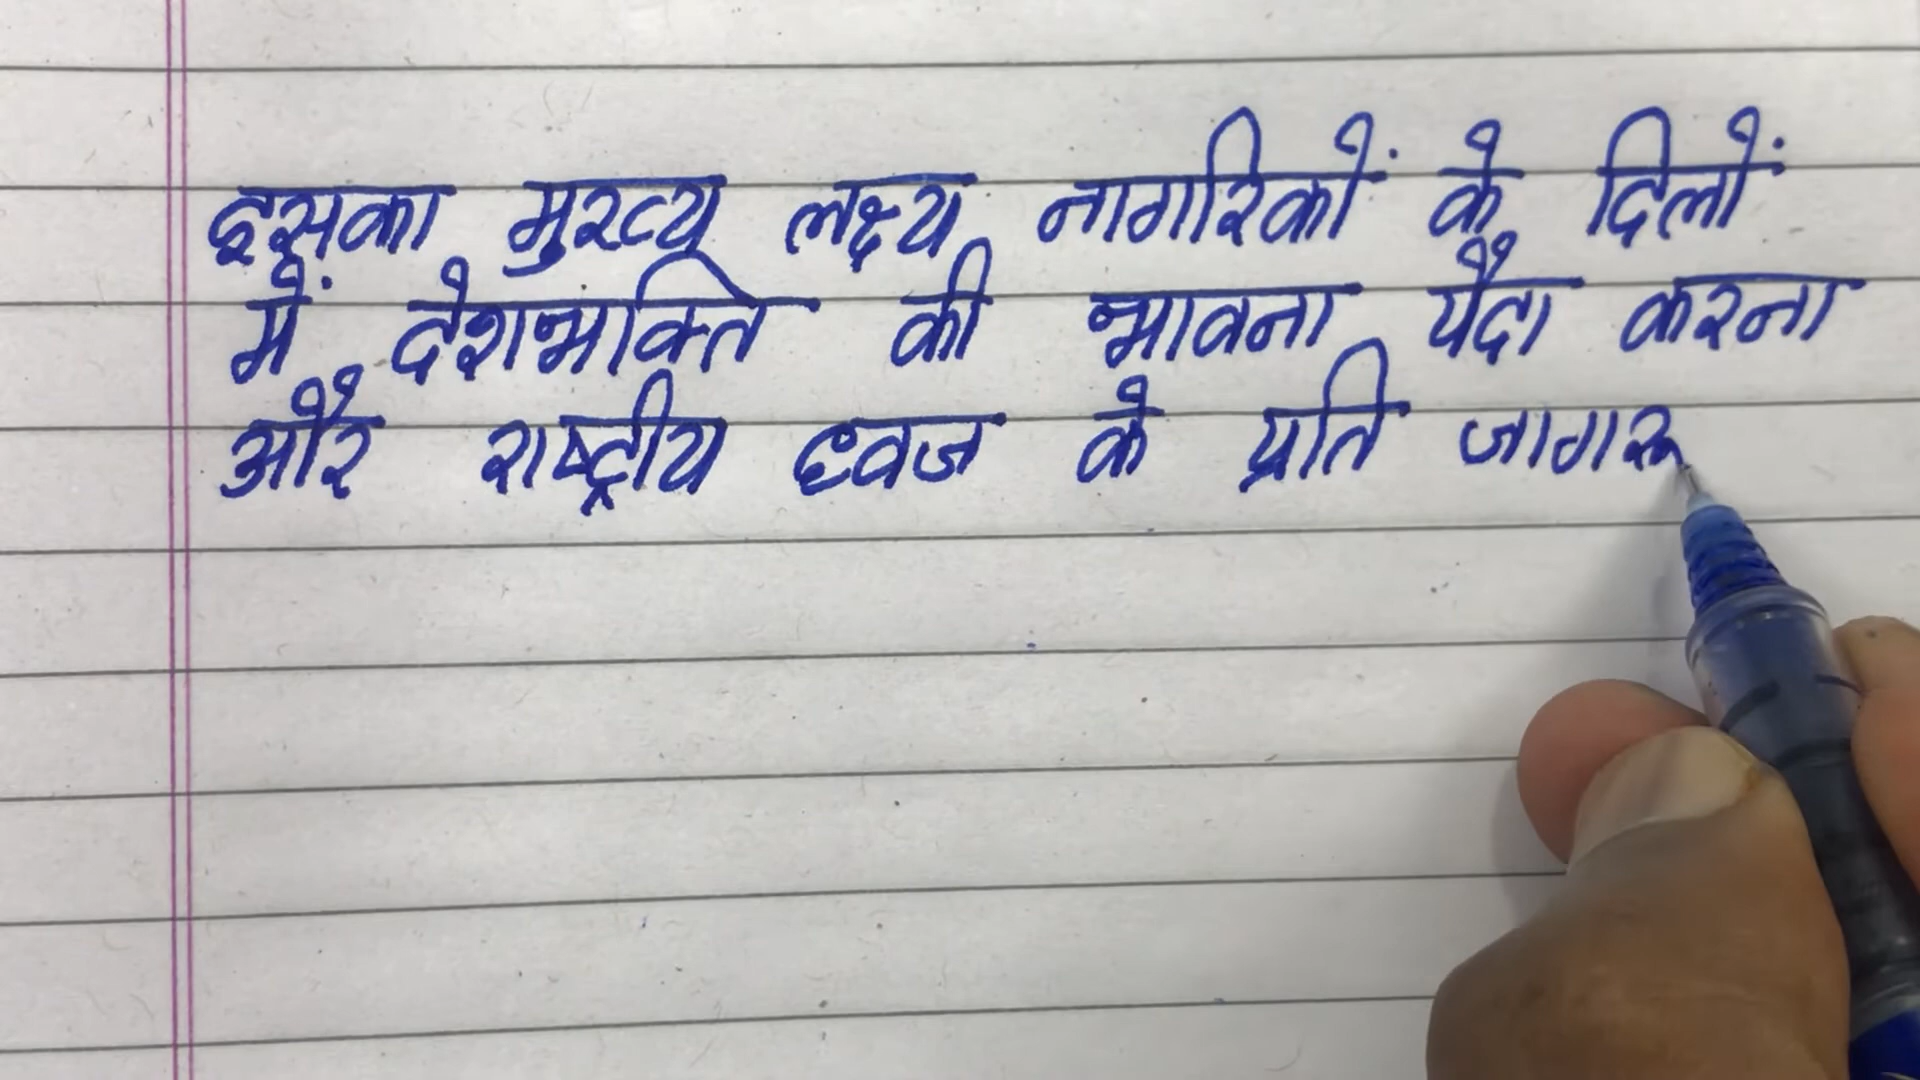 इसका मुख्य लक्ष्य नागरिकों के दिलों
में देशभक्ति की भावना पैदा करना
और राष्ट्रीय ध्वज के प्रति जागरू